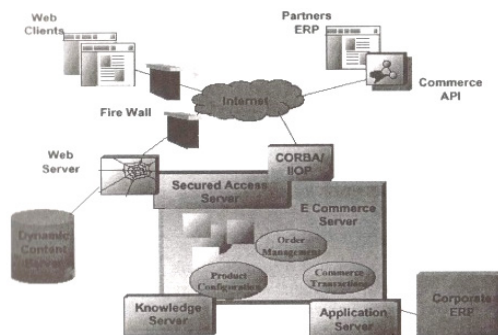 Web
Clients
Partners
ERP
Internet
Commerce
API
Fire Wall
Web
Server
CORBA/
IIOP
Secured Access
Server
E Commerce
Server
Dynamic
Content
Server
Order
Management
Product
Configuration
Commerce
Transactions
Knowledge
Server
Application
Server
Corporate
ERP